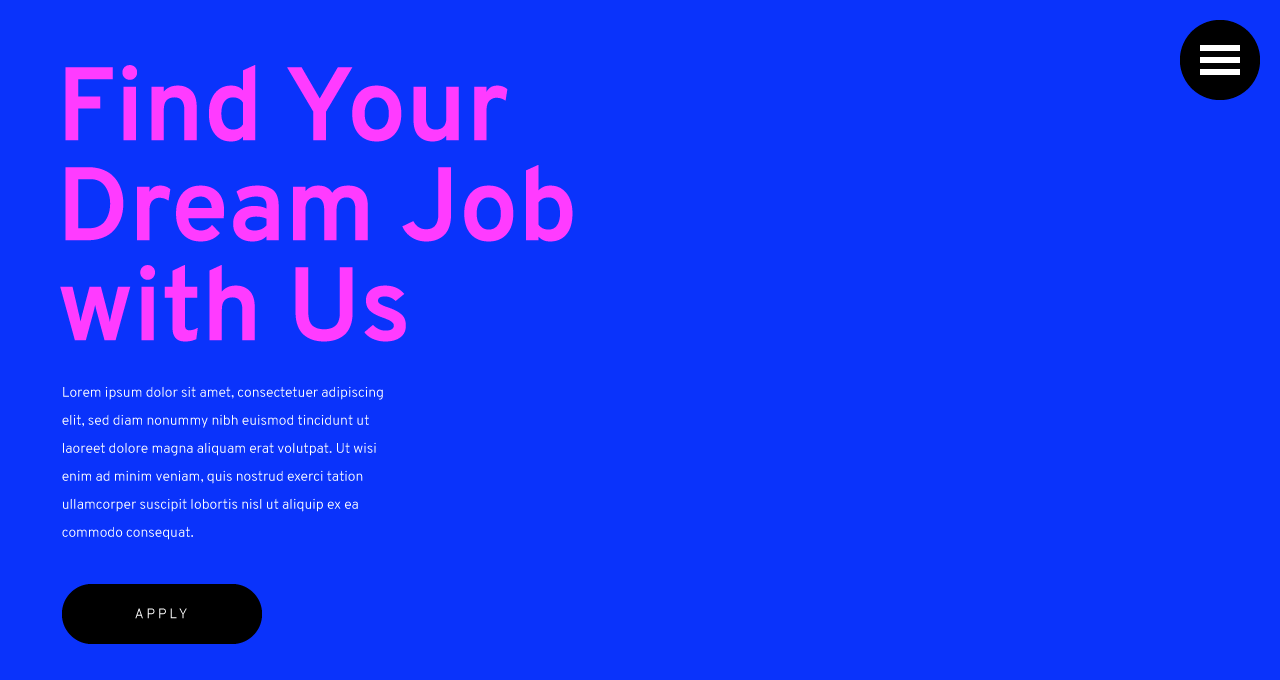 Find Your
Dream Job
with Us
Lorem ipsum dolor sit amet, consectetuer adipiscing
elit, sed diam nonummy nibh euismod tincidunt ut
laoreet dolore magna aliquam erat volutpat. Ut wisi
enim ad minim veniam, quis nostrud exerci tation
ullamcorper suscipit lobortis nisl ut aliquip ex ea
commodo consequat.
APPLY